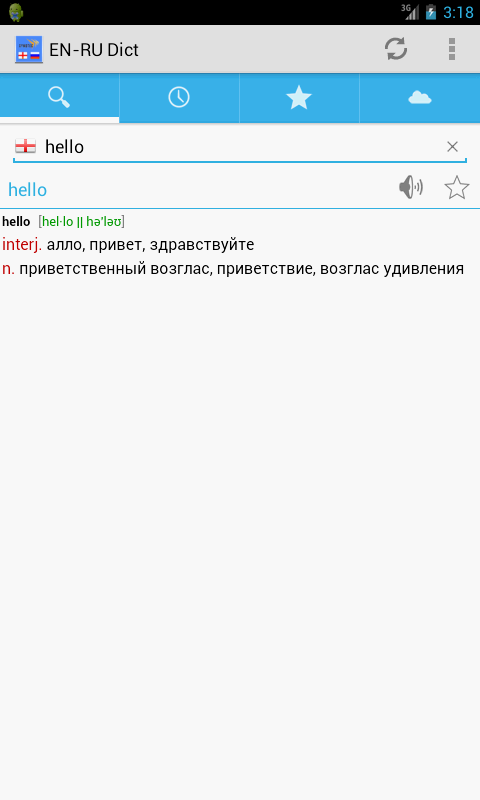 3G 3:18
EN-RU Dict
hello
hello
hello [hel·lo || hə'ləʊ]
interj. алло, привет, здравствуйте
n. приветственный возглас, приветствие, возглас удивления